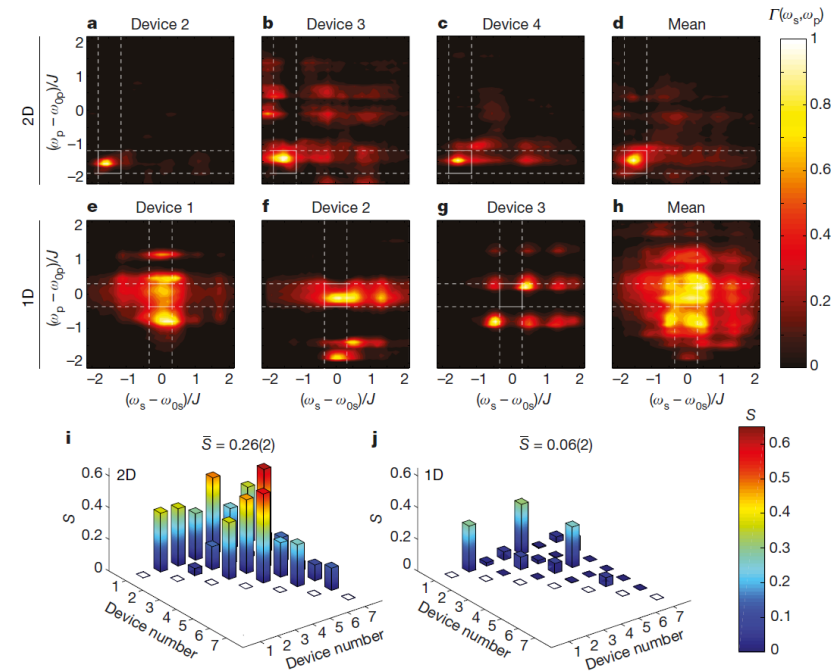 a Device 2 b Device 3 c Device 4 d Mean Γ(ωs,ωp)
2D
(ωp − ω0p)/J
2
1
0
−1
−2
e Device 1 f Device 2 g Device 3 h Mean
1D
(ωp − ω0p)/J
2
1
0
−1
−2
−2 −1 0 1 2 −2 −1 0 1 2 −2 −1 0 1 2 −2 −1 0 1 2
(ωs − ω0s)/J (ωs − ω0s)/J (ωs − ω0s)/J (ωs − ω0s)/J
1
0.8
0.6
0.4
0.2
0
i S̅ = 0.26(2) j S̅ = 0.06(2) S
2D
S
0.6
0.4
0.2
0
1 2 3 4 5 6 7
Device number
1 2 3 4 5 6 7
Device number
1D
S
0.6
0.4
0.2
0
1 2 3 4 5 6 7
Device number
1 2 3 4 5 6 7
Device number
0.6
0.5
0.4
0.3
0.2
0.1
0